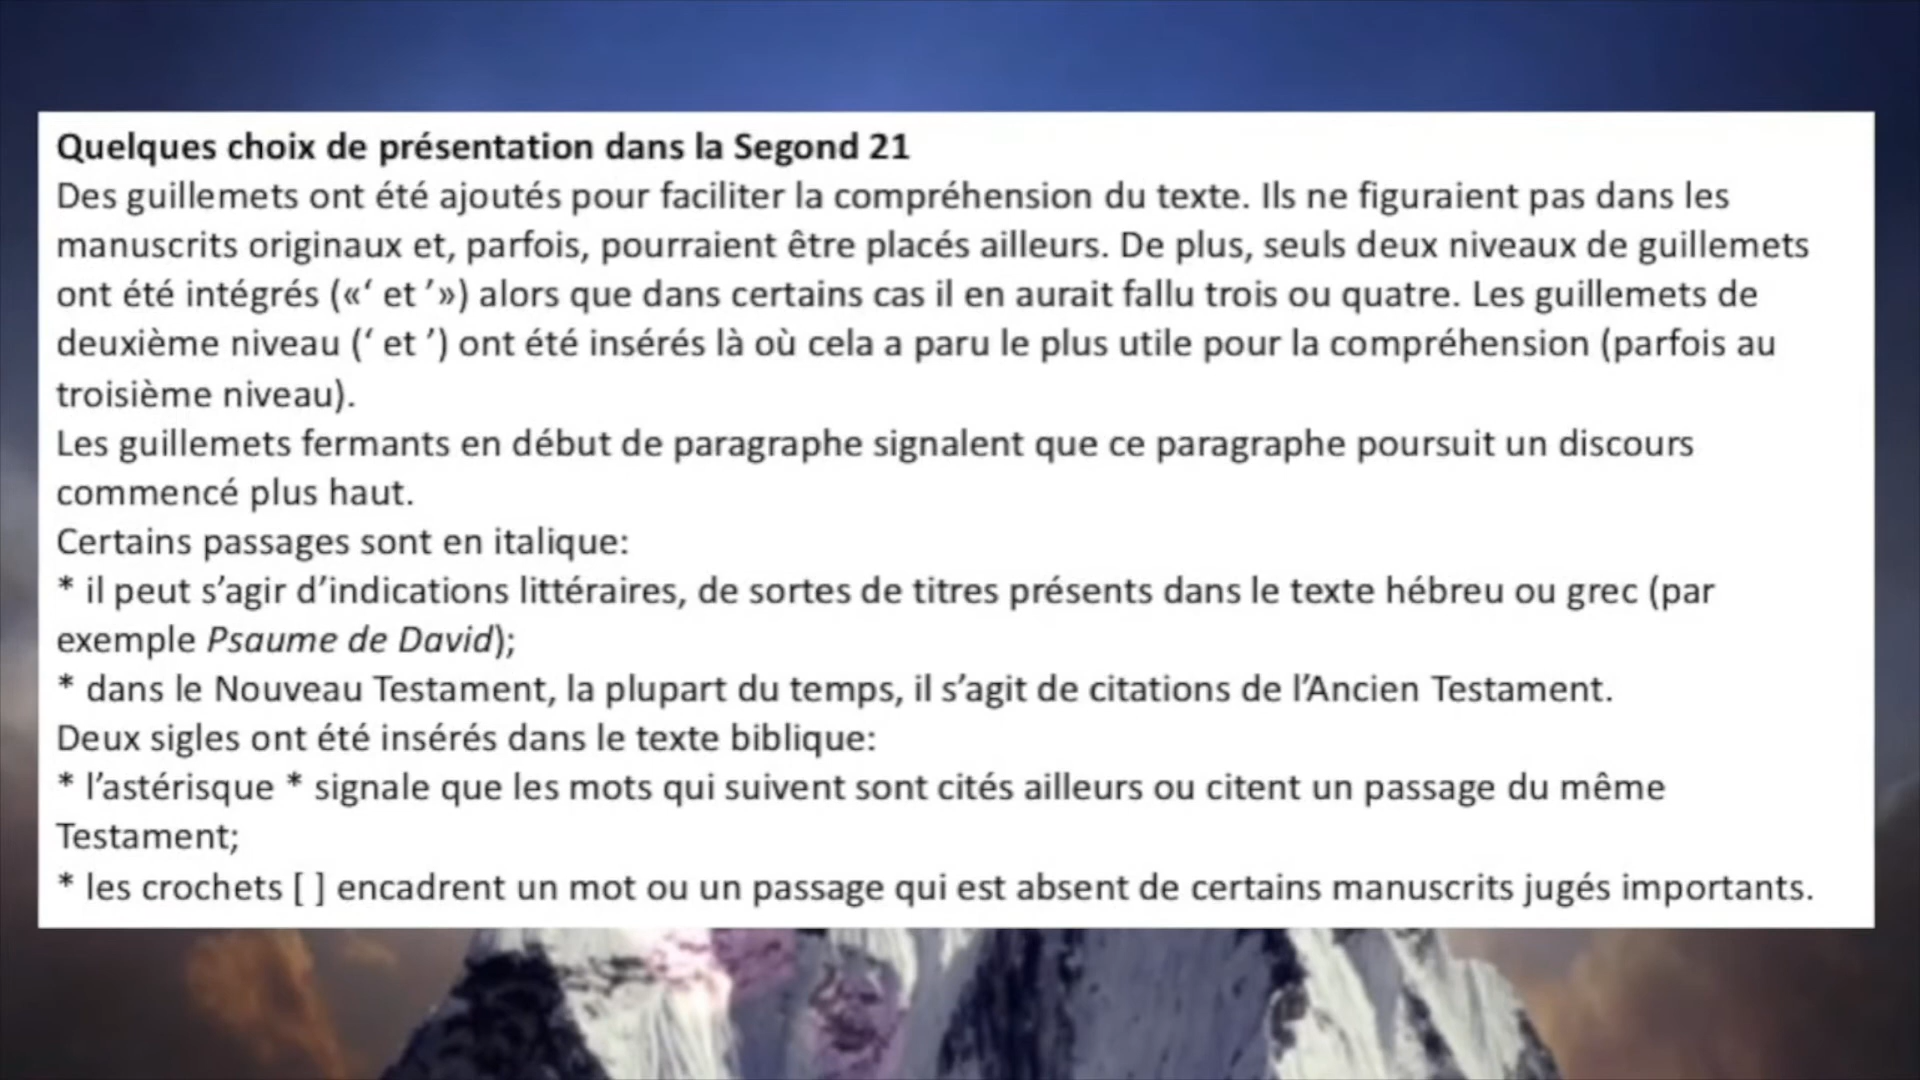 Quelques choix de présentation dans la Segond 21
Des guillemets ont été ajoutés pour faciliter la compréhension du texte. Ils ne figuraient pas dans les
manuscrits originaux et, parfois, pourraient être placés ailleurs. De plus, seuls deux niveaux de guillemets
ont été intégrés («‘ et ’») alors que dans certains cas il en aurait fallu trois ou quatre. Les guillemets de
deuxième niveau (‘ et ’) ont été insérés là où cela a paru le plus utile pour la compréhension (parfois au
troisième niveau).
Les guillemets fermants en début de paragraphe signalent que ce paragraphe poursuit un discours
commencé plus haut.
Certains passages sont en italique:
* il peut s’agir d’indications littéraires, de sortes de titres présents dans le texte hébreu ou grec (par
exemple Psaume de David);
* dans le Nouveau Testament, la plupart du temps, il s’agit de citations de l’Ancien Testament.
Deux sigles ont été insérés dans le texte biblique:
* l’astérisque * signale que les mots qui suivent sont cités ailleurs ou citent un passage du même
Testament;
* les crochets [ ] encadrent un mot ou un passage qui est absent de certains manuscrits jugés importants.